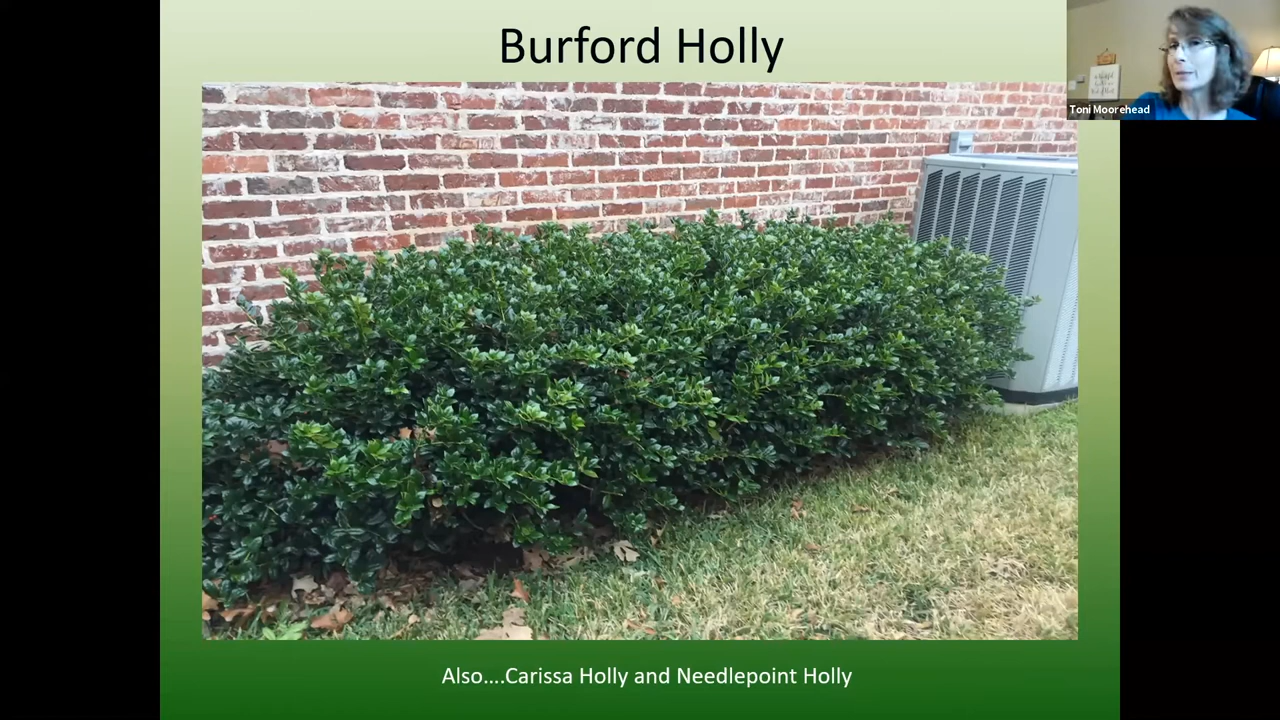 Burford Holly
Toni Moorehead
Also....Carissa Holly and Needlepoint Holly